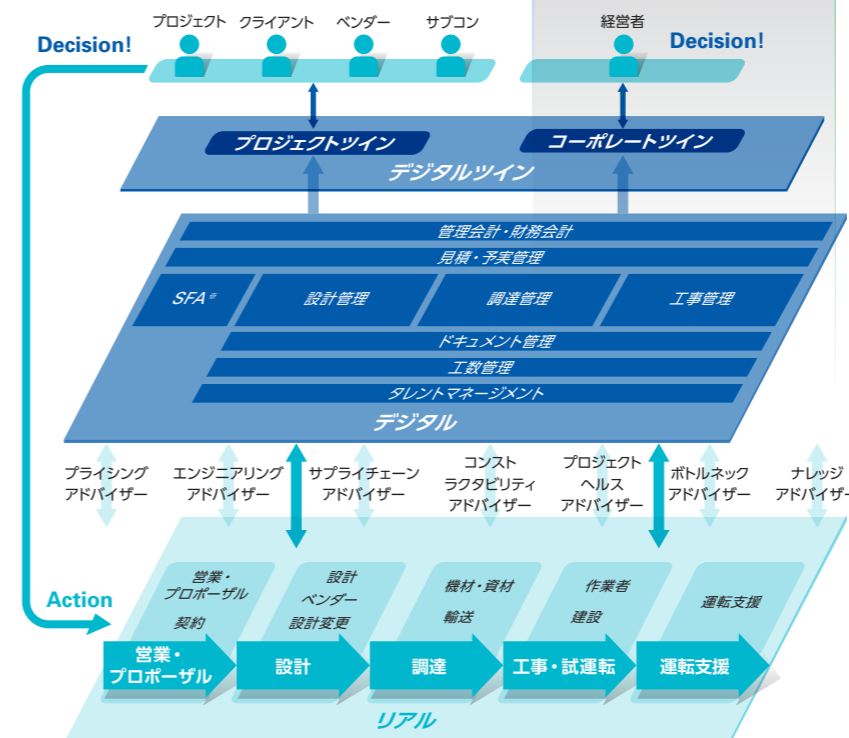 プロジェクト
クライアント
ベンダー
サブコン
経営者
Decision!
Decision!
プロジェクトツイン
コーポレートツイン
デジタルツイン
管理会計・財務会計
見積・予実管理
SFA※
設計管理
調達管理
工事管理
ドキュメント管理
工数管理
タレントマネージメント
デジタル
プライシング
アドバイザー
エンジニアリング
アドバイザー
サプライチェーン
アドバイザー
コンスト
ラクタビリティ
アドバイザー
プロジェクト
ヘルス
アドバイザー
ボトルネック
アドバイザー
ナレッジ
アドバイザー
Action
営業・
プロポーザル
契約
設計
ベンダー
設計変更
機材・資材
輸送
作業者
建設
運転支援
営業・
プロポーザル
設計
調達
工事・試運転
運転支援
リアル